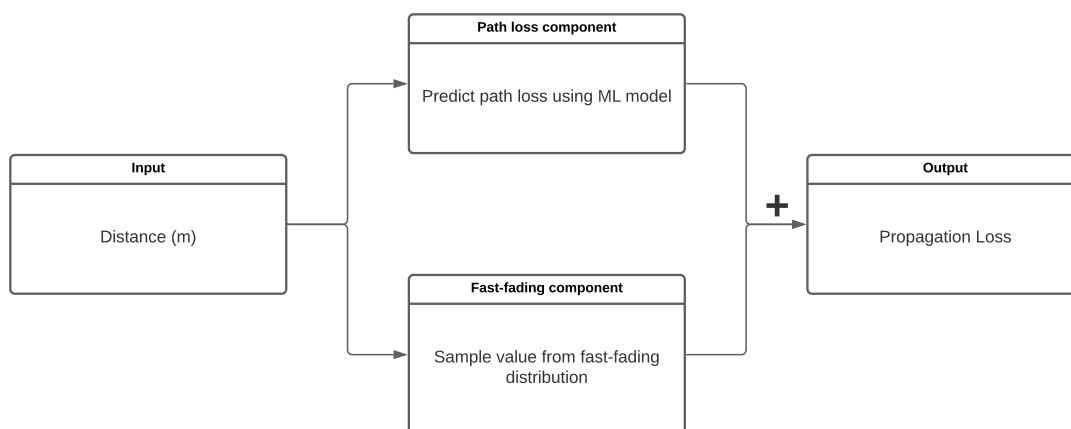 Path loss component
Predict path loss using ML model
Input
Distance (m)
+
Output
Propagation Loss
Fast-fading component
Sample value from fast-fading
distribution